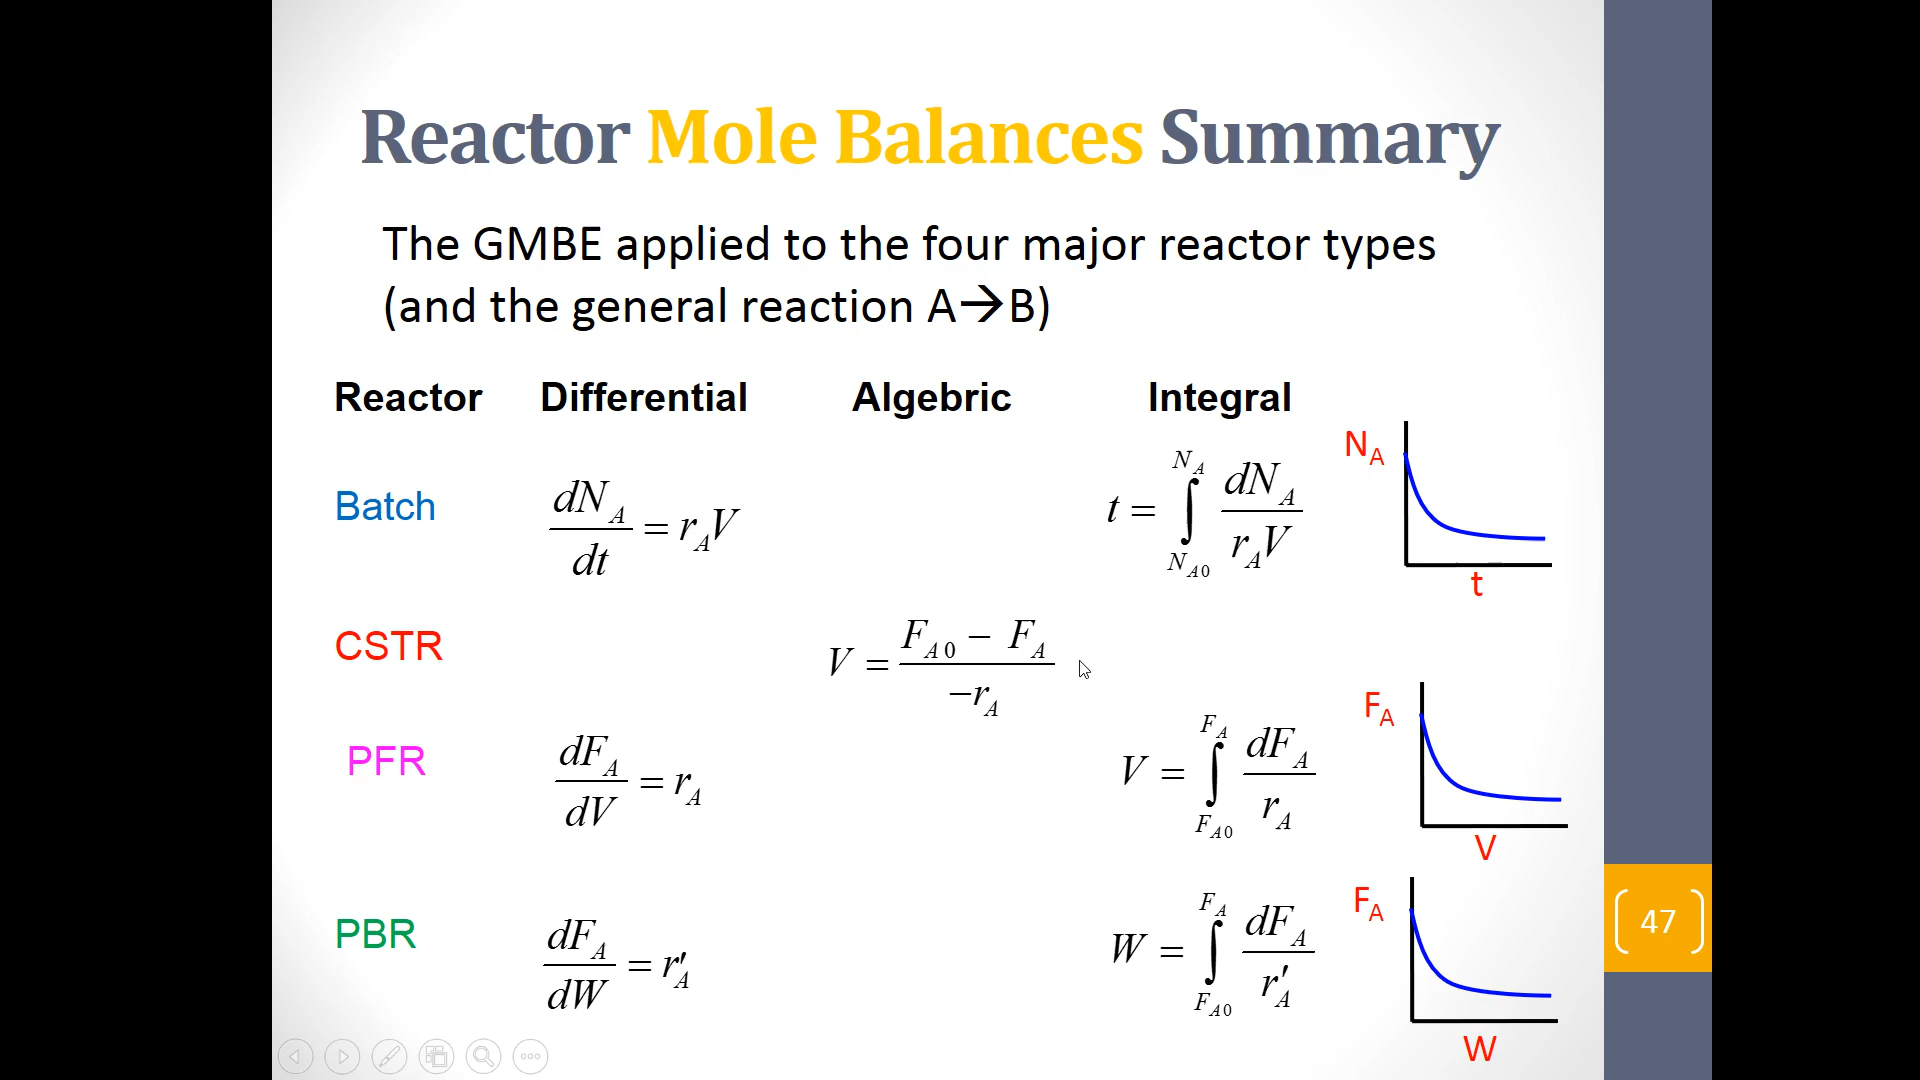 Reactor Mole Balances Summary
The GMBE applied to the four major reactor types
(and the general reaction A→B)
Reactor Differential Algebric Integral
Batch dN_A/dt = r_A V t = ∫_{N_A0}^{N_A} dN_A/(r_A V)
N_A
t
CSTR V = (F_A0 − F_A)/(−r_A)
PFR dF_A/dV = r_A V = ∫_{F_A0}^{F_A} dF_A/r_A
F_A
V
PBR dF_A/dW = r′_A W = ∫_{F_A0}^{F_A} dF_A/r′_A
F_A
W
47